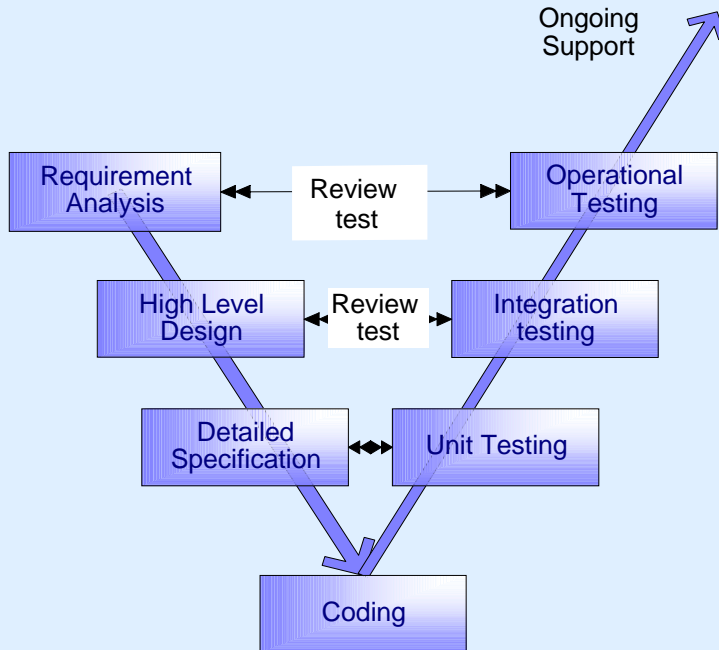 Ongoing
Support
Requirement
Analysis
Review
test
Operational
Testing
High Level
Design
Review
test
Integration
testing
Detailed
Specification
Unit Testing
Coding